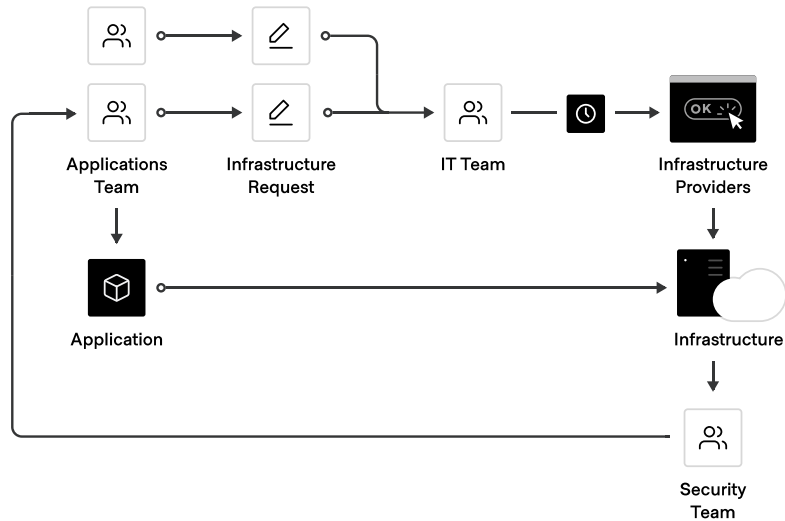 OK
Applications
Team
Infrastructure
Request
IT Team
Infrastructure
Providers
Application
Infrastructure
Security
Team